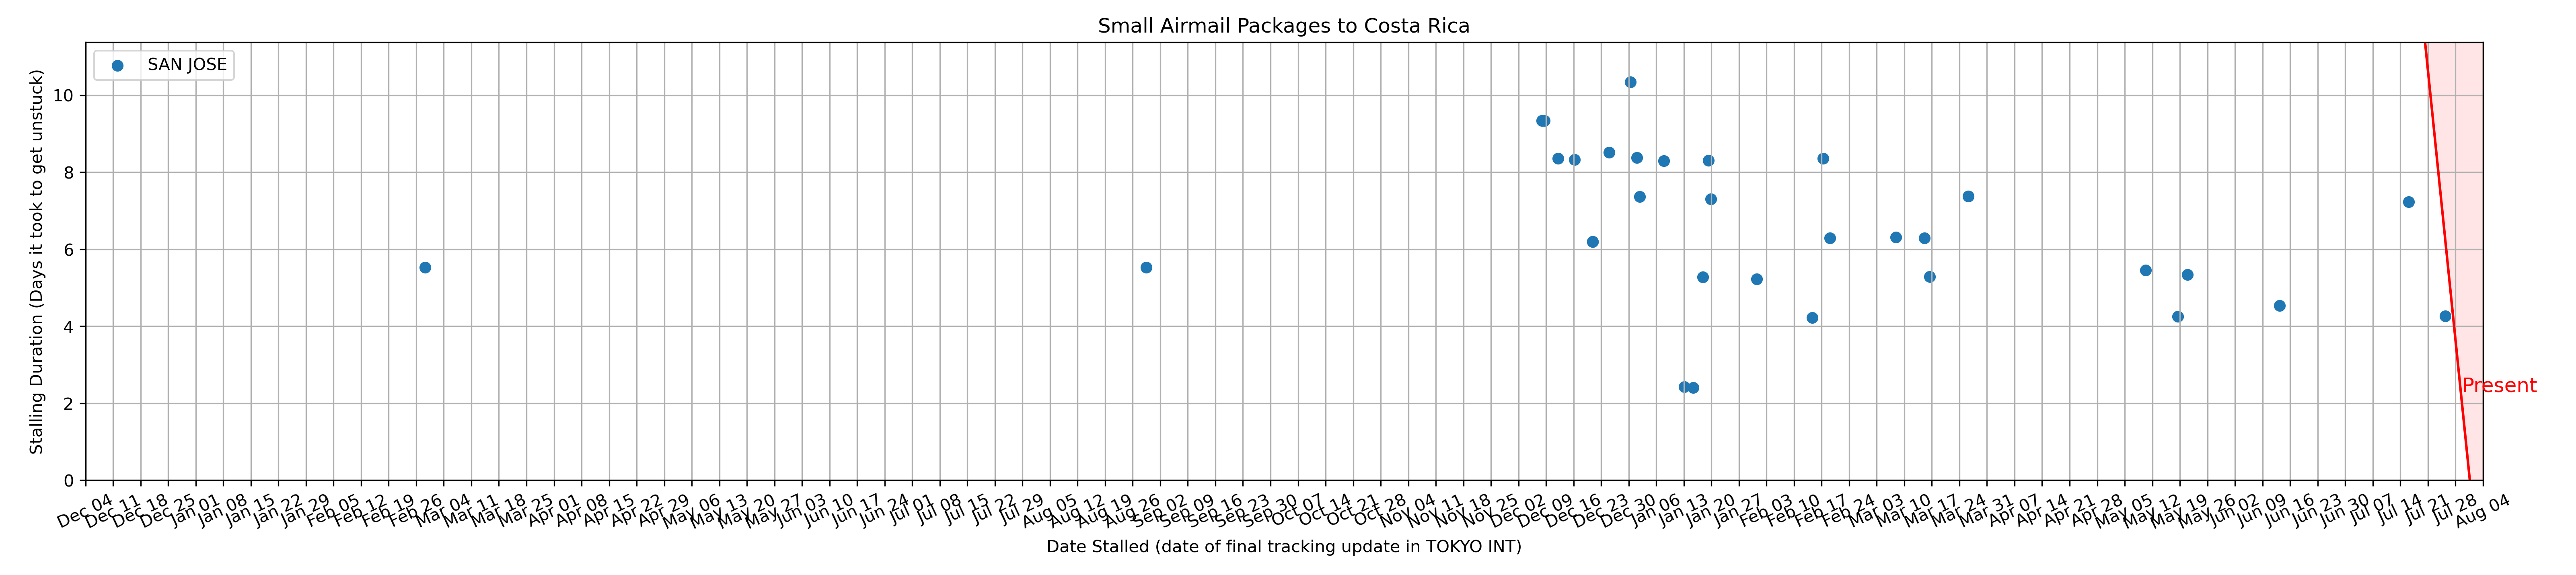 Small Airmail Packages to Costa Rica
SAN JOSE
Stalling Duration (Days it took to get unstuck)
10
8
6
4
2
0
Present
Dec 04 Dec 11 Dec 18 Dec 25 Jan 01 Jan 08 Jan 15 Jan 22 Jan 29 Feb 05 Feb 12 Feb 19 Feb 26 Mar 04 Mar 11 Mar 18 Mar 25 Apr 01 Apr 08 Apr 15 Apr 22 Apr 29 May 06 May 13 May 20 May 27 Jun 03 Jun 10 Jun 17 Jun 24 Jul 01 Jul 08 Jul 15 Jul 22 Jul 29 Aug 05 Aug 12 Aug 19 Aug 26 Sep 02 Sep 09 Sep 16 Sep 23 Sep 30 Oct 07 Oct 14 Oct 21 Oct 28 Nov 04 Nov 11 Nov 18 Nov 25 Dec 02 Dec 09 Dec 16 Dec 23 Dec 30 Jan 06 Jan 13 Jan 20 Jan 27 Feb 03 Feb 10 Feb 17 Feb 24 Mar 03 Mar 10 Mar 17 Mar 24 Mar 31 Apr 07 Apr 14 Apr 21 Apr 28 May 05 May 12 May 19 May 26 Jun 02 Jun 09 Jun 16 Jun 23 Jun 30 Jul 07 Jul 14 Jul 21 Jul 28 Aug 04
Date Stalled (date of final tracking update in TOKYO INT)